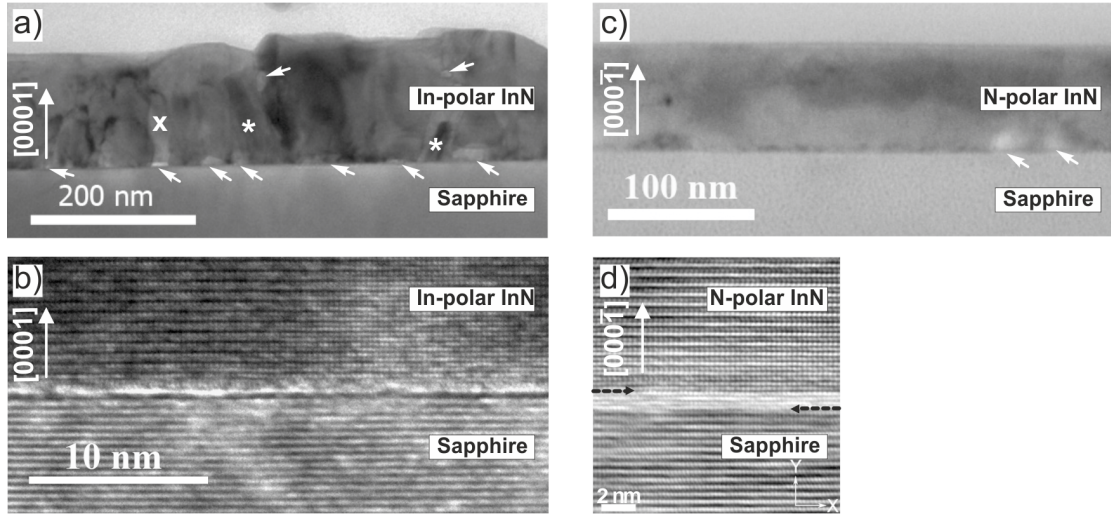 a)
[0001]
In-polar InN
x
*
*
200 nm
Sapphire
b)
[0001]
In-polar InN
10 nm
Sapphire
c)
[0001̄]
N-polar InN
100 nm
Sapphire
d)
[0001̄]
N-polar InN
Sapphire
2 nm
Y
X